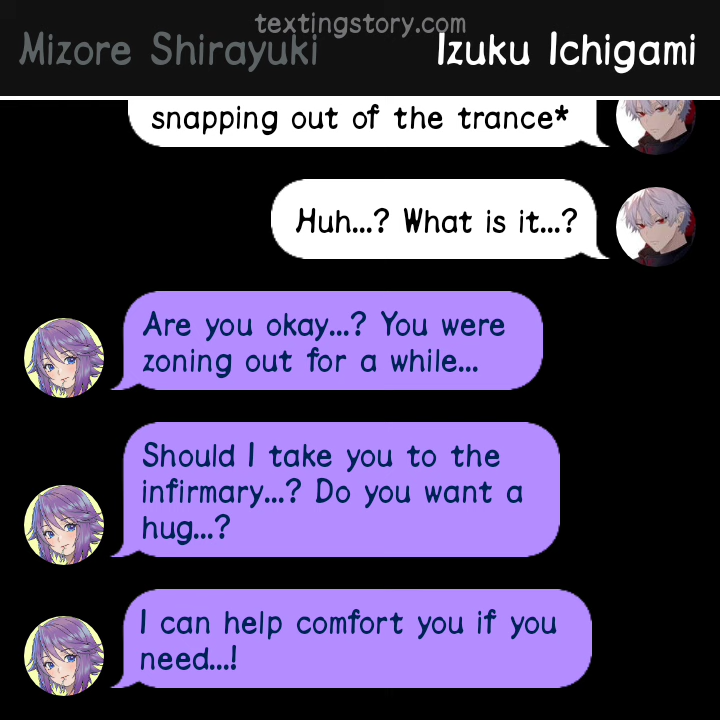 textingstory.com
Mizore Shirayuki
Izuku Ichigami
snapping out of the trance*
Huh...? What is it...?
Are you okay...? You were
zoning out for a while...
Should I take you to the
infirmary...? Do you want a
hug...?
I can help comfort you if you
need...!